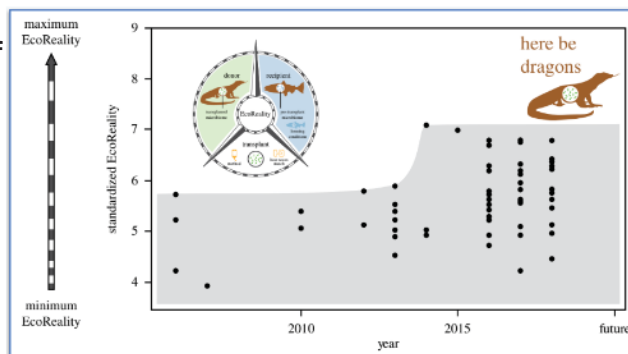 maximum
EcoReality
minimum
EcoReality
standardized EcoReality
9
8
7
6
5
4
here be
dragons
donor
recipient
EcoReality
transplant
2010
2015
future
year